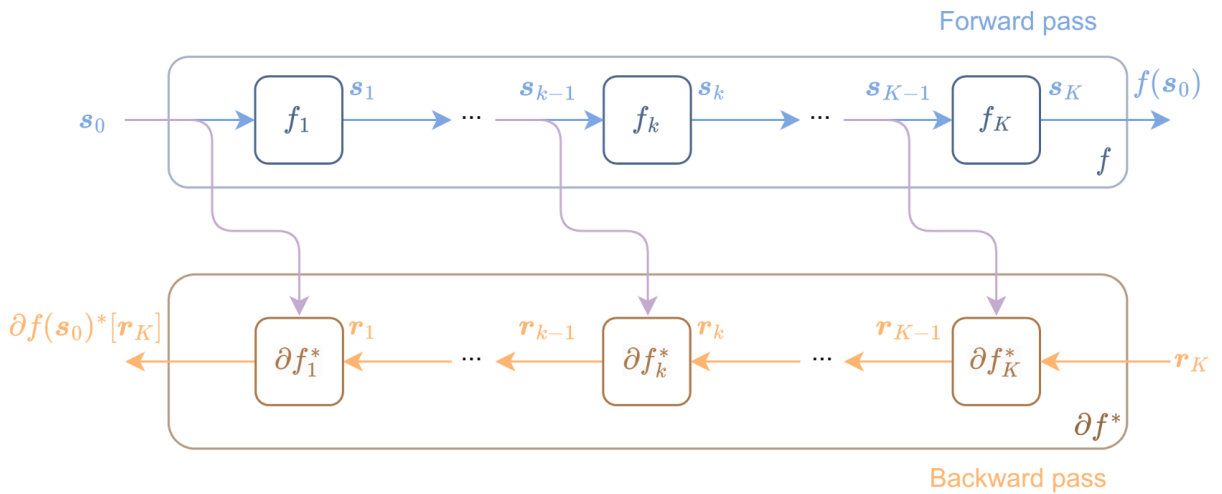 Forward pass
s_0
f_1
s_1
...
s_{k-1}
f_k
s_k
...
s_{K-1}
f_K
s_K
f(s_0)
f
∂f(s_0)*[r_K]
∂f_1^*
r_1
...
r_{k-1}
∂f_k^*
r_k
...
r_{K-1}
∂f_K^*
r_K
∂f*
Backward pass